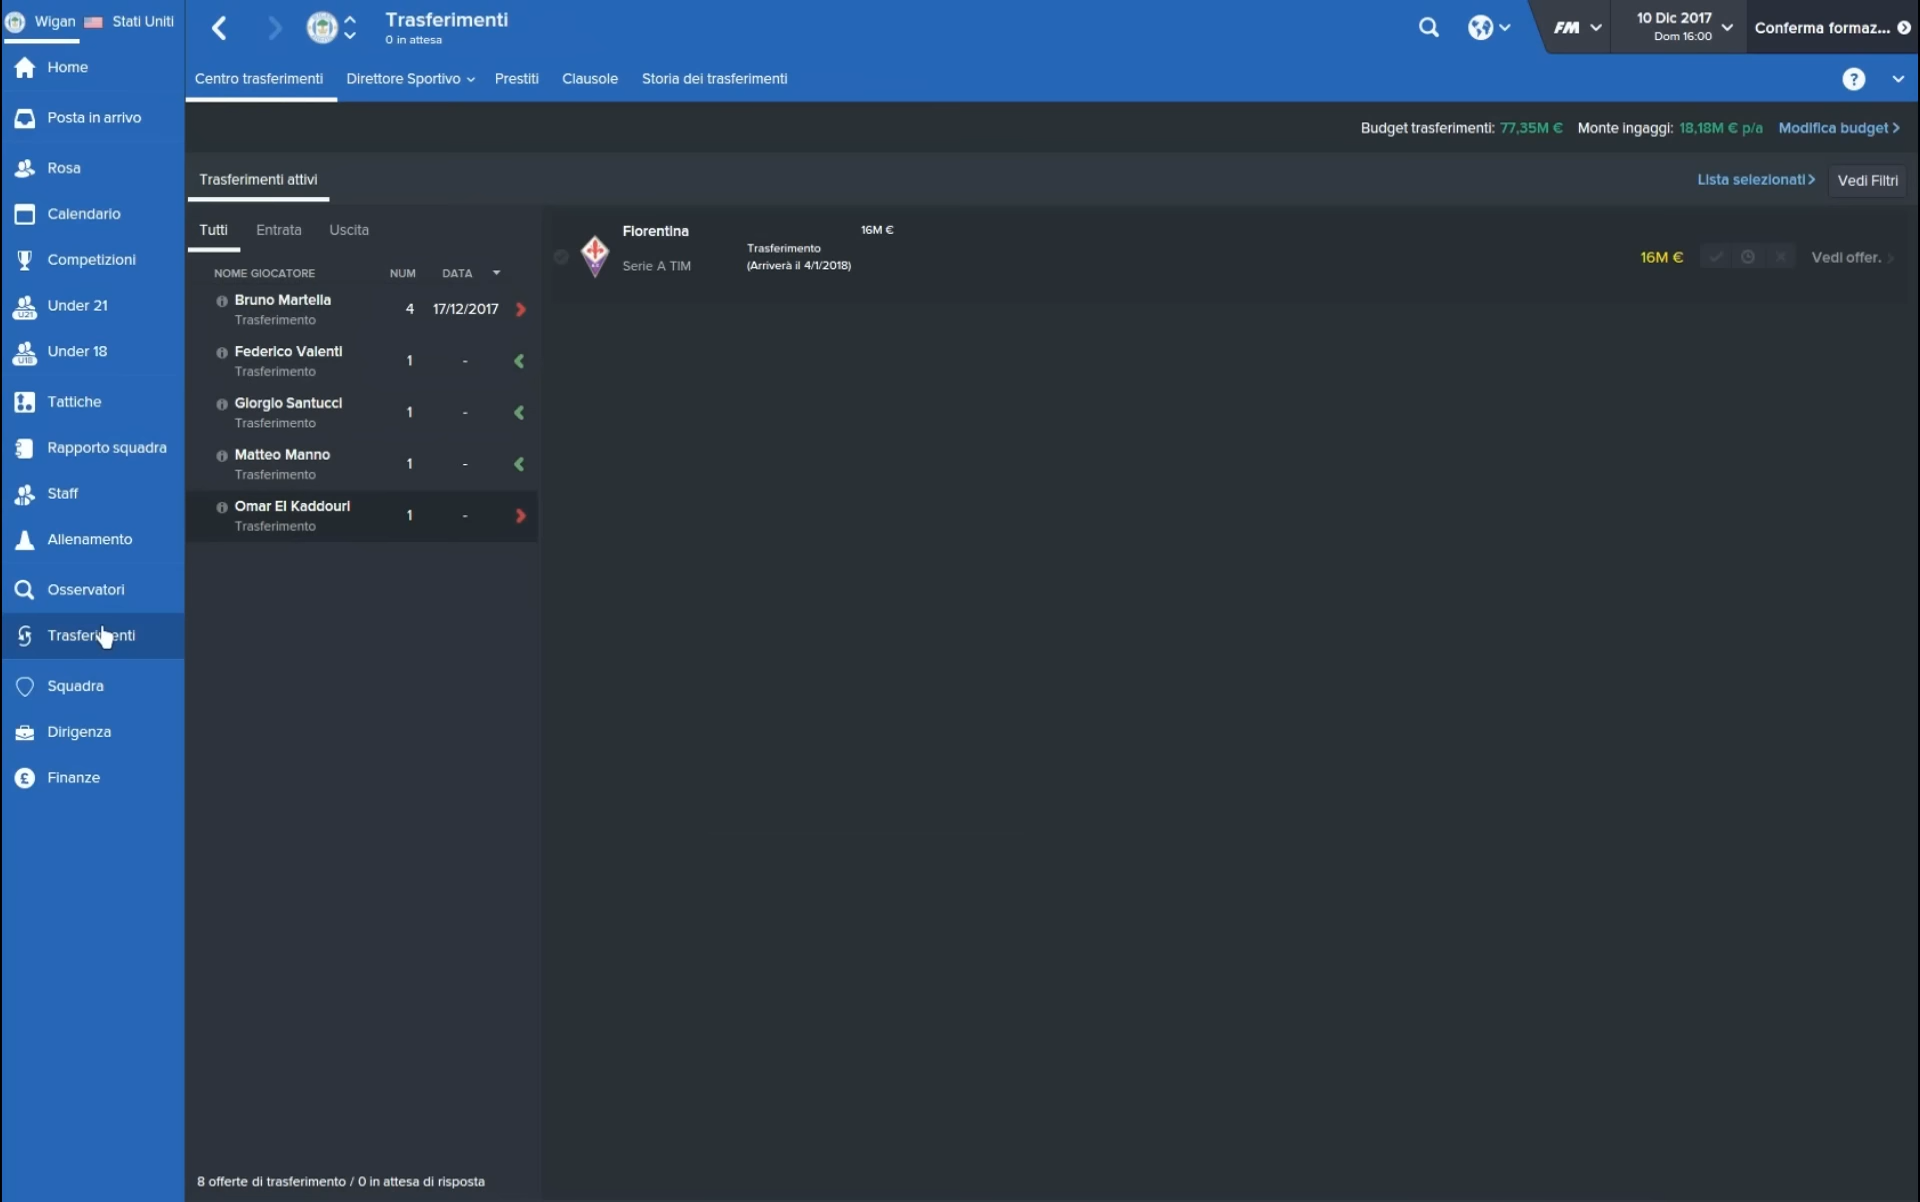 Wigan Stati Uniti
Trasferimenti
0 in attesa
FM
10 Dic 2017
Dom 16:00
Conferma formaz...
Home
Posta in arrivo
Rosa
Calendario
Competizioni
Under 21
Under 18
Tattiche
Rapporto squadra
Staff
Allenamento
Osservatori
Trasferimenti
Squadra
Dirigenza
Finanze
Centro trasferimenti Direttore Sportivo Prestiti Clausole Storia dei trasferimenti ?
Budget trasferimenti: 77,35M € Monte ingaggi: 18,18M € p/a Modifica budget >
Trasferimenti attivi
Lista selezionati > Vedi Filtri
Tutti Entrata Uscita
NOME GIOCATORE NUM DATA
Bruno Martella 4 17/12/2017
Trasferimento
Federico Valenti 1 -
Trasferimento
Giorgio Santucci 1 -
Trasferimento
Matteo Manno 1 -
Trasferimento
Omar El Kaddouri 1 -
Trasferimento
Fiorentina 16M €
Serie A TIM
Trasferimento
(Arriverà il 4/1/2018)
16M € Vedi offer. >
8 offerte di trasferimento / 0 in attesa di risposta